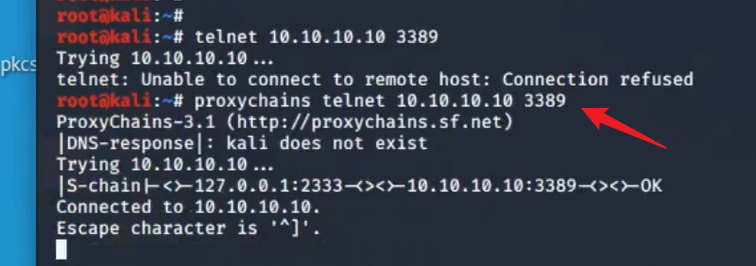 root@kali:~#
root@kali:~# telnet 10.10.10.10 3389
Trying 10.10.10.10...
telnet: Unable to connect to remote host: Connection refused
root@kali:~# proxychains telnet 10.10.10.10 3389
ProxyChains-3.1 (http://proxychains.sf.net)
|DNS-response|: kali does not exist
Trying 10.10.10.10...
|S-chain|-<>-127.0.0.1:2333-<><>-10.10.10.10:3389-<><>-OK
Connected to 10.10.10.10.
Escape character is '^]'.
pkcs